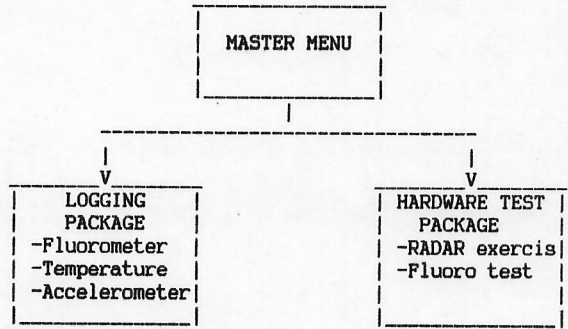 MASTER MENU
LOGGING
PACKAGE
-Fluorometer
-Temperature
-Accelerometer
HARDWARE TEST
PACKAGE
-RADAR exercis
-Fluoro test